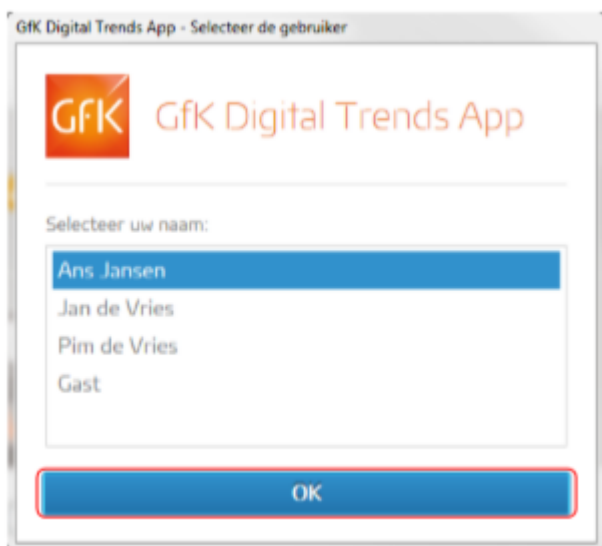 GfK Digital Trends App - Selecteer de gebruiker
GfK
GfK Digital Trends App
Selecteer uw naam:
Ans Jansen
Jan de Vries
Pim de Vries
Gast
OK